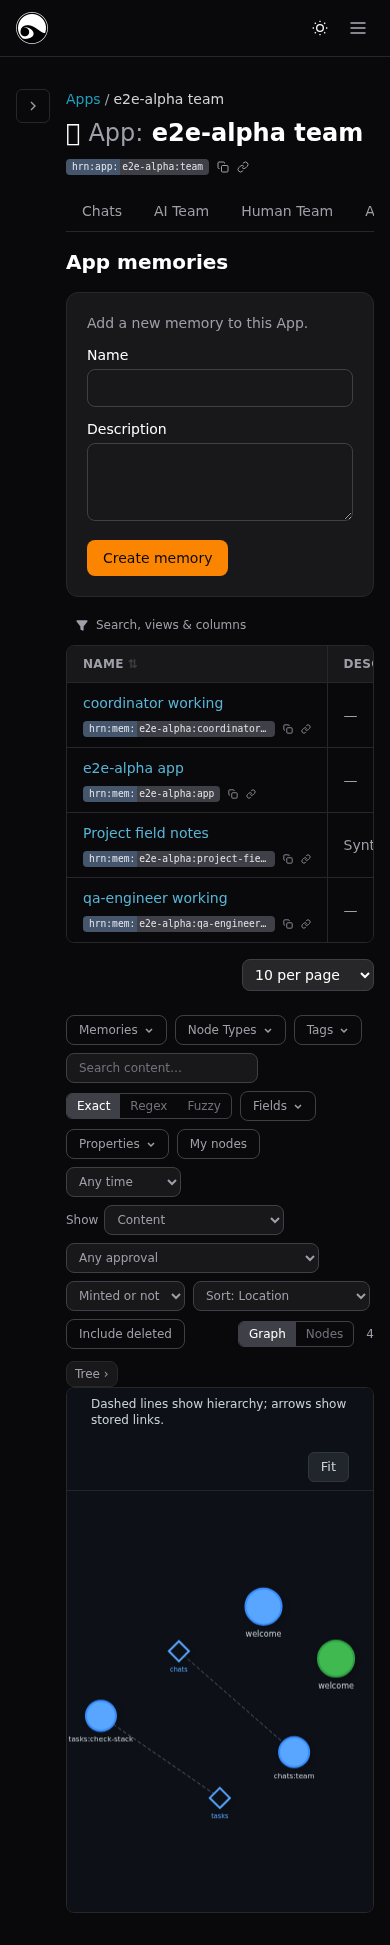 Apps / e2e-alpha team
App: e2e-alpha team
hrn:app: e2e-alpha:team
Chats AI Team Human Team A
App memories
Add a new memory to this App.
Name
Description
Create memory
Search, views & columns
NAME ⇅ DESC
coordinator working
hrn:mem: e2e-alpha:coordinator… —
e2e-alpha app
hrn:mem: e2e-alpha:app —
Project field notes
hrn:mem: e2e-alpha:project-fie… Synt
qa-engineer working
hrn:mem: e2e-alpha:qa-engineer… —
10 per page
Memories Node Types Tags
Search content…
Exact Regex Fuzzy Fields
Properties My nodes
Any time
Show Content
Any approval
Minted or not Sort: Location
Include deleted Graph Nodes 4
Tree ›
Dashed lines show hierarchy; arrows show
stored links.
Fit
welcome
chats
welcome
tasks:check-stack
chats:team
tasks